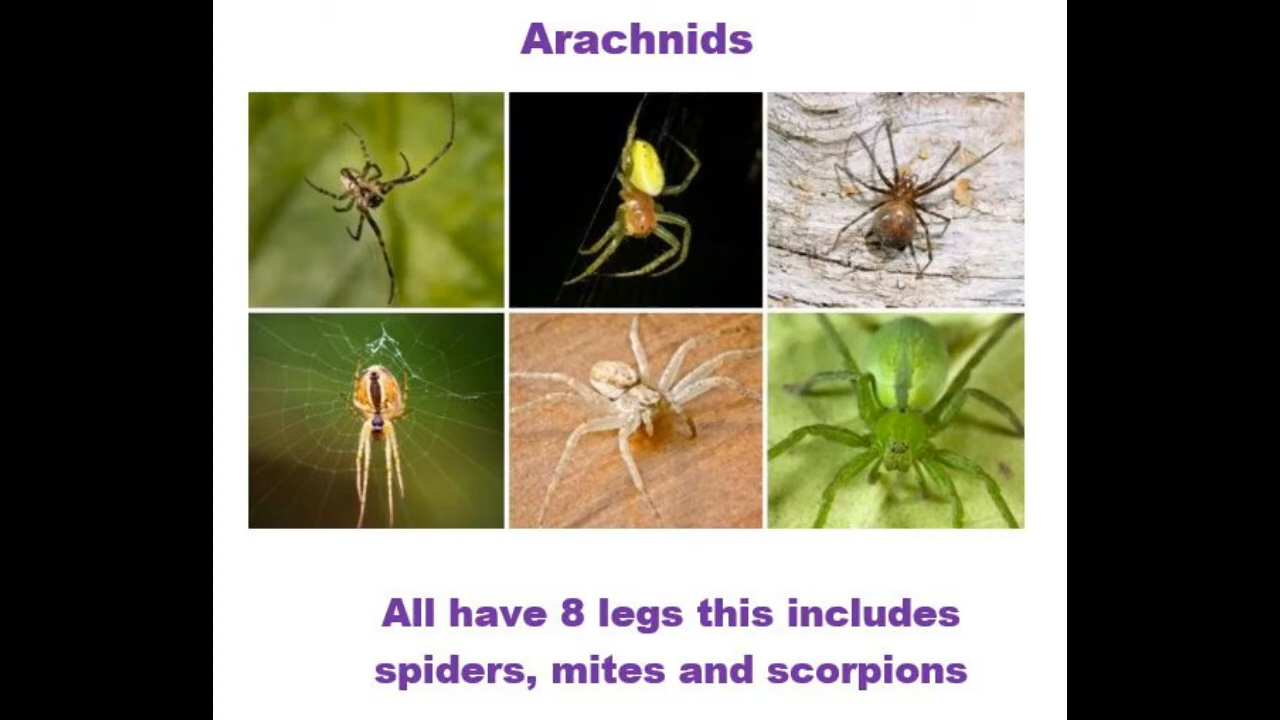 Arachnids
All have 8 legs this includes
spiders, mites and scorpions